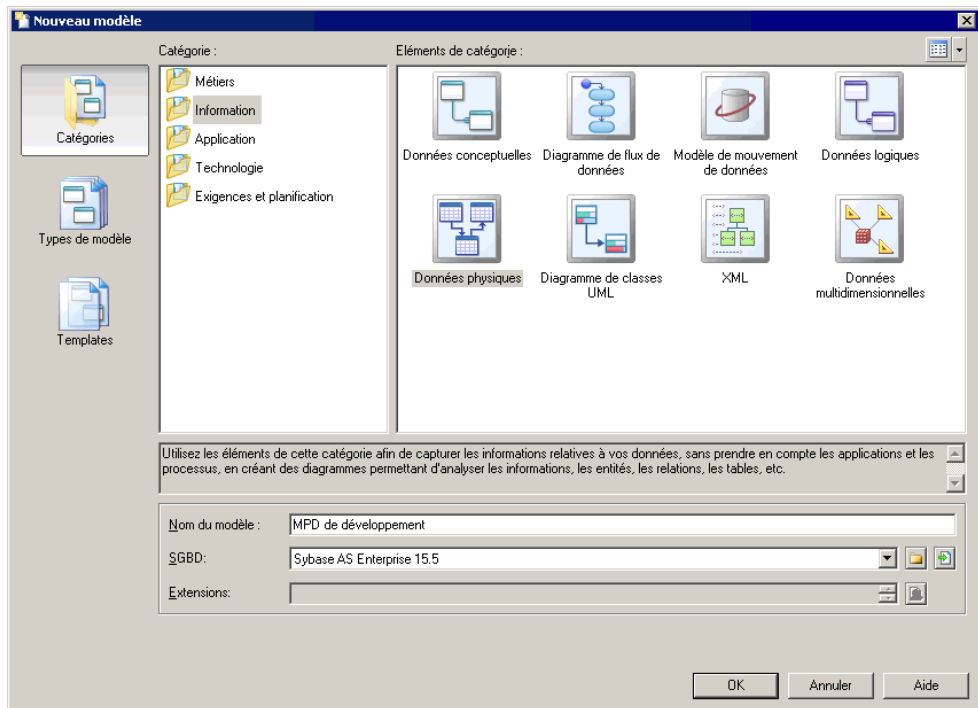 Nouveau modèle
Catégorie :
Eléments de catégorie :
Catégories
Types de modèle
Templates
Métiers
Information
Application
Technologie
Exigences et planification
Données conceptuelles
Diagramme de flux de
données
Modèle de mouvement
de données
Données logiques
Données physiques
Diagramme de classes
UML
XML
Données
multidimensionnelles
Utilisez les éléments de cette catégorie afin de capturer les informations relatives à vos données, sans prendre en compte les applications et les
processus, en créant des diagrammes permettant d'analyser les informations, les entités, les relations, les tables, etc.
Nom du modèle :
MPD de développement
SGBD:
Sybase AS Enterprise 15.5
Extensions:
OK
Annuler
Aide